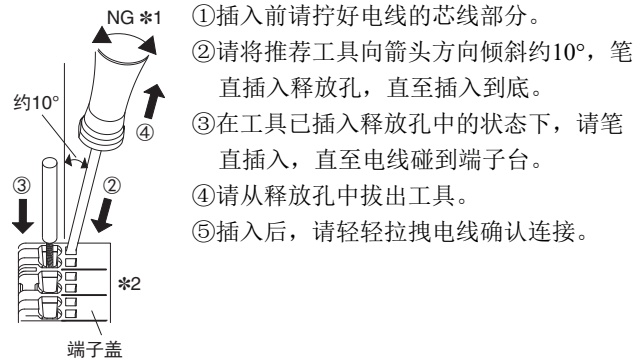 NG *1
约10°
④
③
②
*2
端子盖
①插入前请拧好电线的芯线部分。
②请将推荐工具向箭头方向倾斜约10°，笔
直插入释放孔，直至插入到底。
③在工具已插入释放孔中的状态下，请笔
直插入，直至电线碰到端子台。
④请从释放孔中拔出工具。
⑤插入后，请轻轻拉拽电线确认连接。